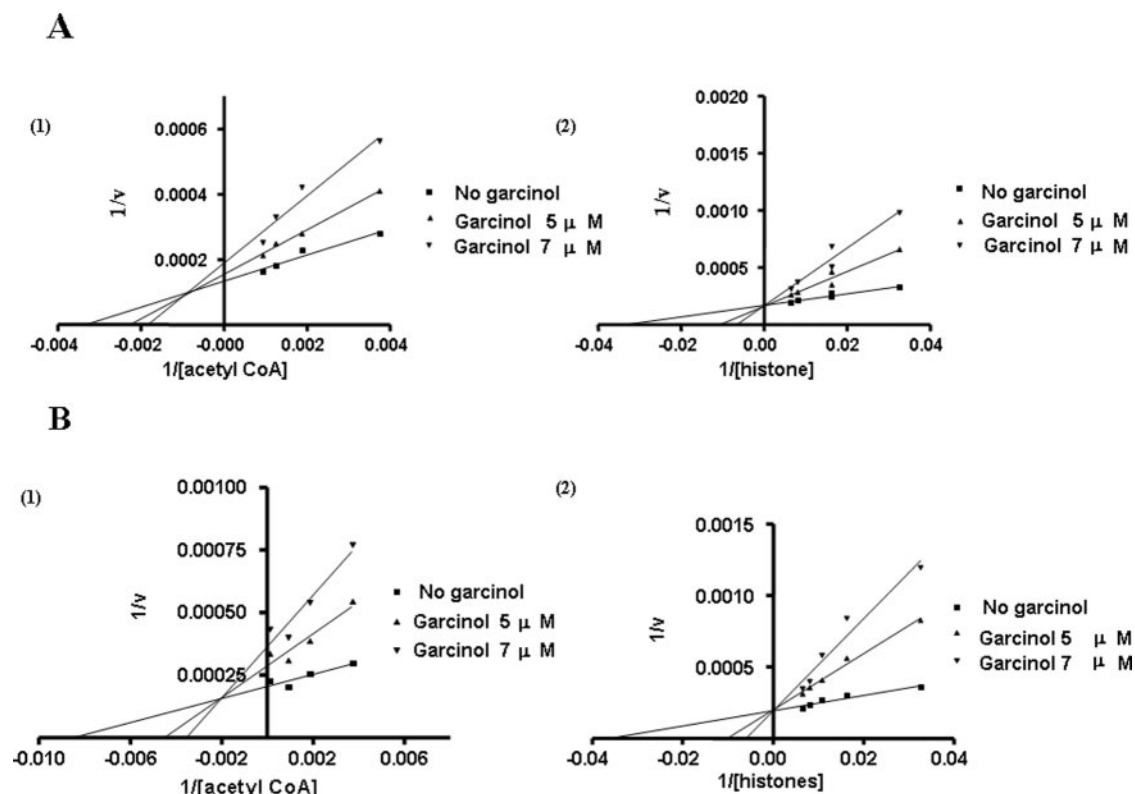 A
(1)
0.0006
0.0004
0.0002
1/v
-0.004 -0.002 -0.000 0.002 0.004
1/[acetyl CoA]
No garcinol
Garcinol 5 μ M
Garcinol 7 μ M
(2)
0.0020
0.0015
0.0010
0.0005
1/v
-0.04 -0.02 0.00 0.02 0.04
1/[histone]
No garcinol
Garcinol 5 μ M
Garcinol 7 μ M
B
(1)
0.00100
0.00075
0.00050
0.00025
1/v
-0.010 -0.006 -0.002 0.002 0.006
1/[acetyl CoA]
No garcinol
Garcinol 5 μ M
Garcinol 7 μ M
(2)
0.0015
0.0010
0.0005
1/v
-0.04 -0.02 0.00 0.02 0.04
1/[histones]
No garcinol
Garcinol 5 μ M
Garcinol 7 μ M